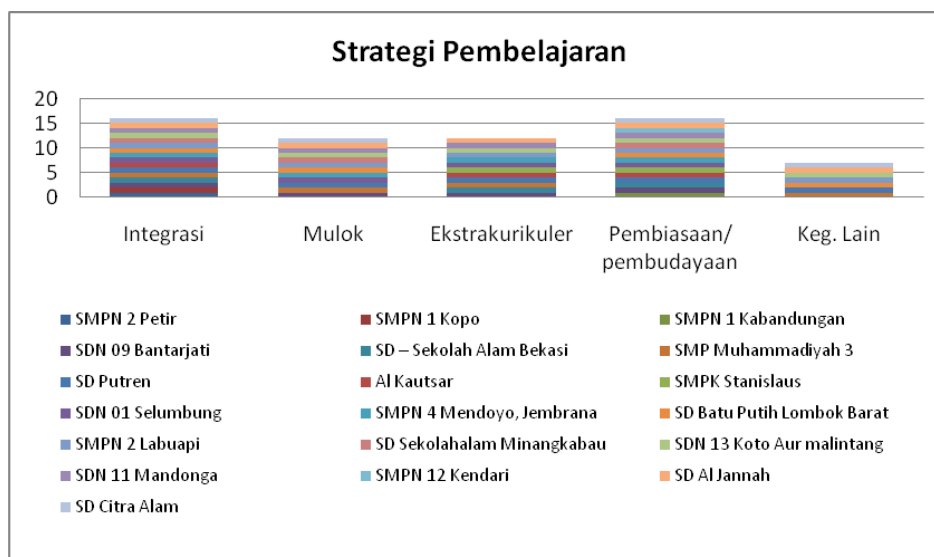 Strategi Pembelajaran
20
15
10
5
0
Integrasi
Mulok
Ekstrakurikuler
Pembiasaan/
pembudayaan
Keg. Lain
SMPN 2 Petir
SMPN 1 Kopo
SMPN 1 Kabandungan
SDN 09 Bantarjati
SD – Sekolah Alam Bekasi
SMP Muhammadiyah 3
SD Putren
Al Kautsar
SMPK Stanislaus
SDN 01 Selumbung
SMPN 4 Mendoyo, Jembrana
SD Batu Putih Lombok Barat
SMPN 2 Labuapi
SD Sekolahalam Minangkabau
SDN 13 Koto Aur malintang
SDN 11 Mandonga
SMPN 12 Kendari
SD Al Jannah
SD Citra Alam